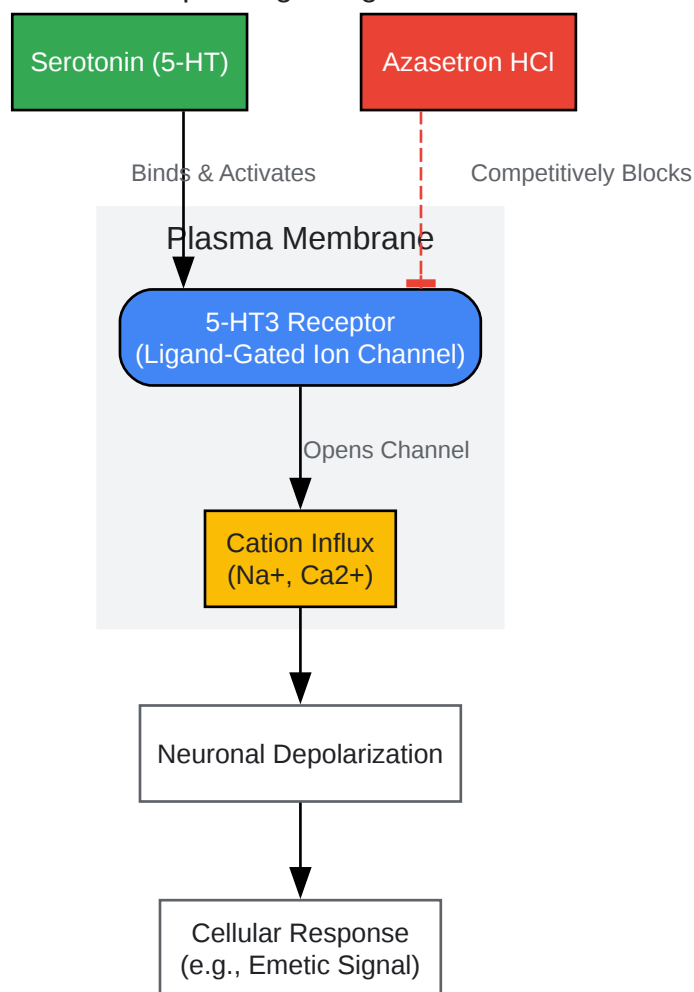 Serotonin (5-HT)
Azasetron HCl
Binds & Activates
Competitively Blocks
Plasma Membrane
5-HT3 Receptor
(Ligand-Gated Ion Channel)
Opens Channel
Cation Influx
(Na+, Ca2+)
Neuronal Depolarization
Cellular Response
(e.g., Emetic Signal)